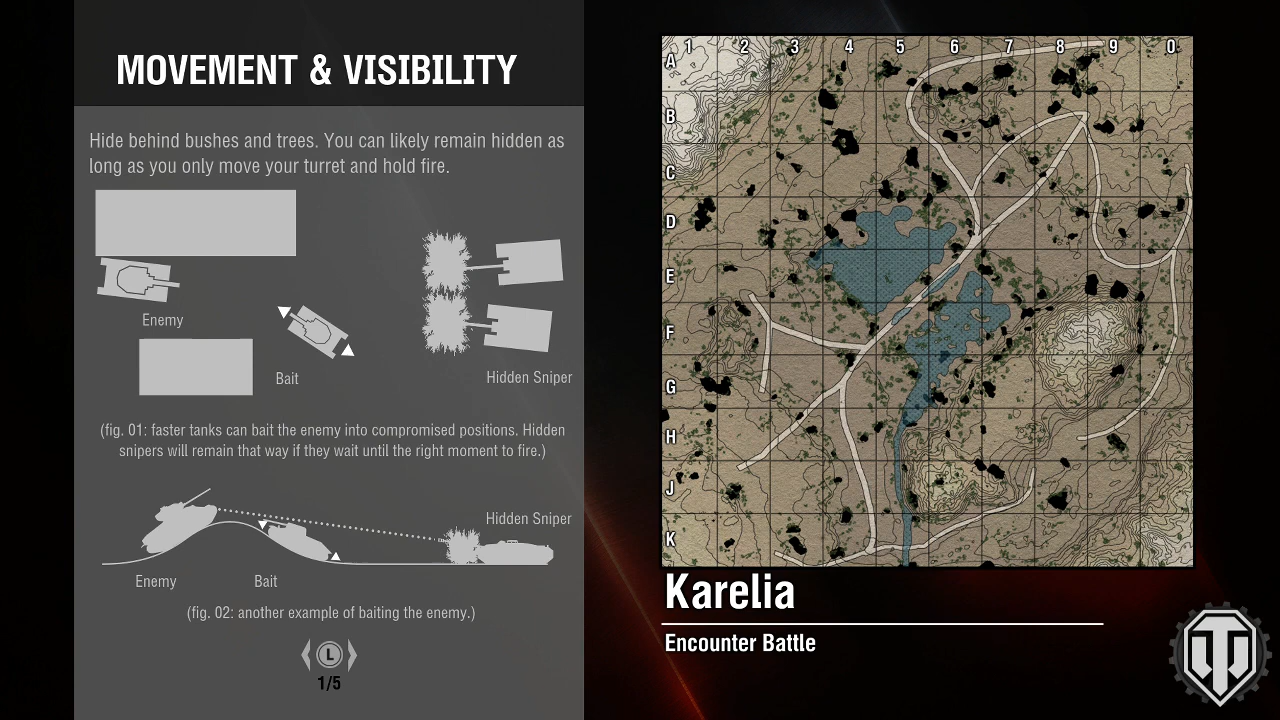 MOVEMENT & VISIBILITY
Hide behind bushes and trees. You can likely remain hidden as
long as you only move your turret and hold fire.
Enemy
Bait
Hidden Sniper
(fig. 01: faster tanks can bait the enemy into compromised positions. Hidden
snipers will remain that way if they wait until the right moment to fire.)
Hidden Sniper
Enemy
Bait
(fig. 02: another example of baiting the enemy.)
L
1/5
1 2 3 4 5 6 7 8 9 0
A
B
C
D
E
F
G
H
J
K
Karelia
Encounter Battle